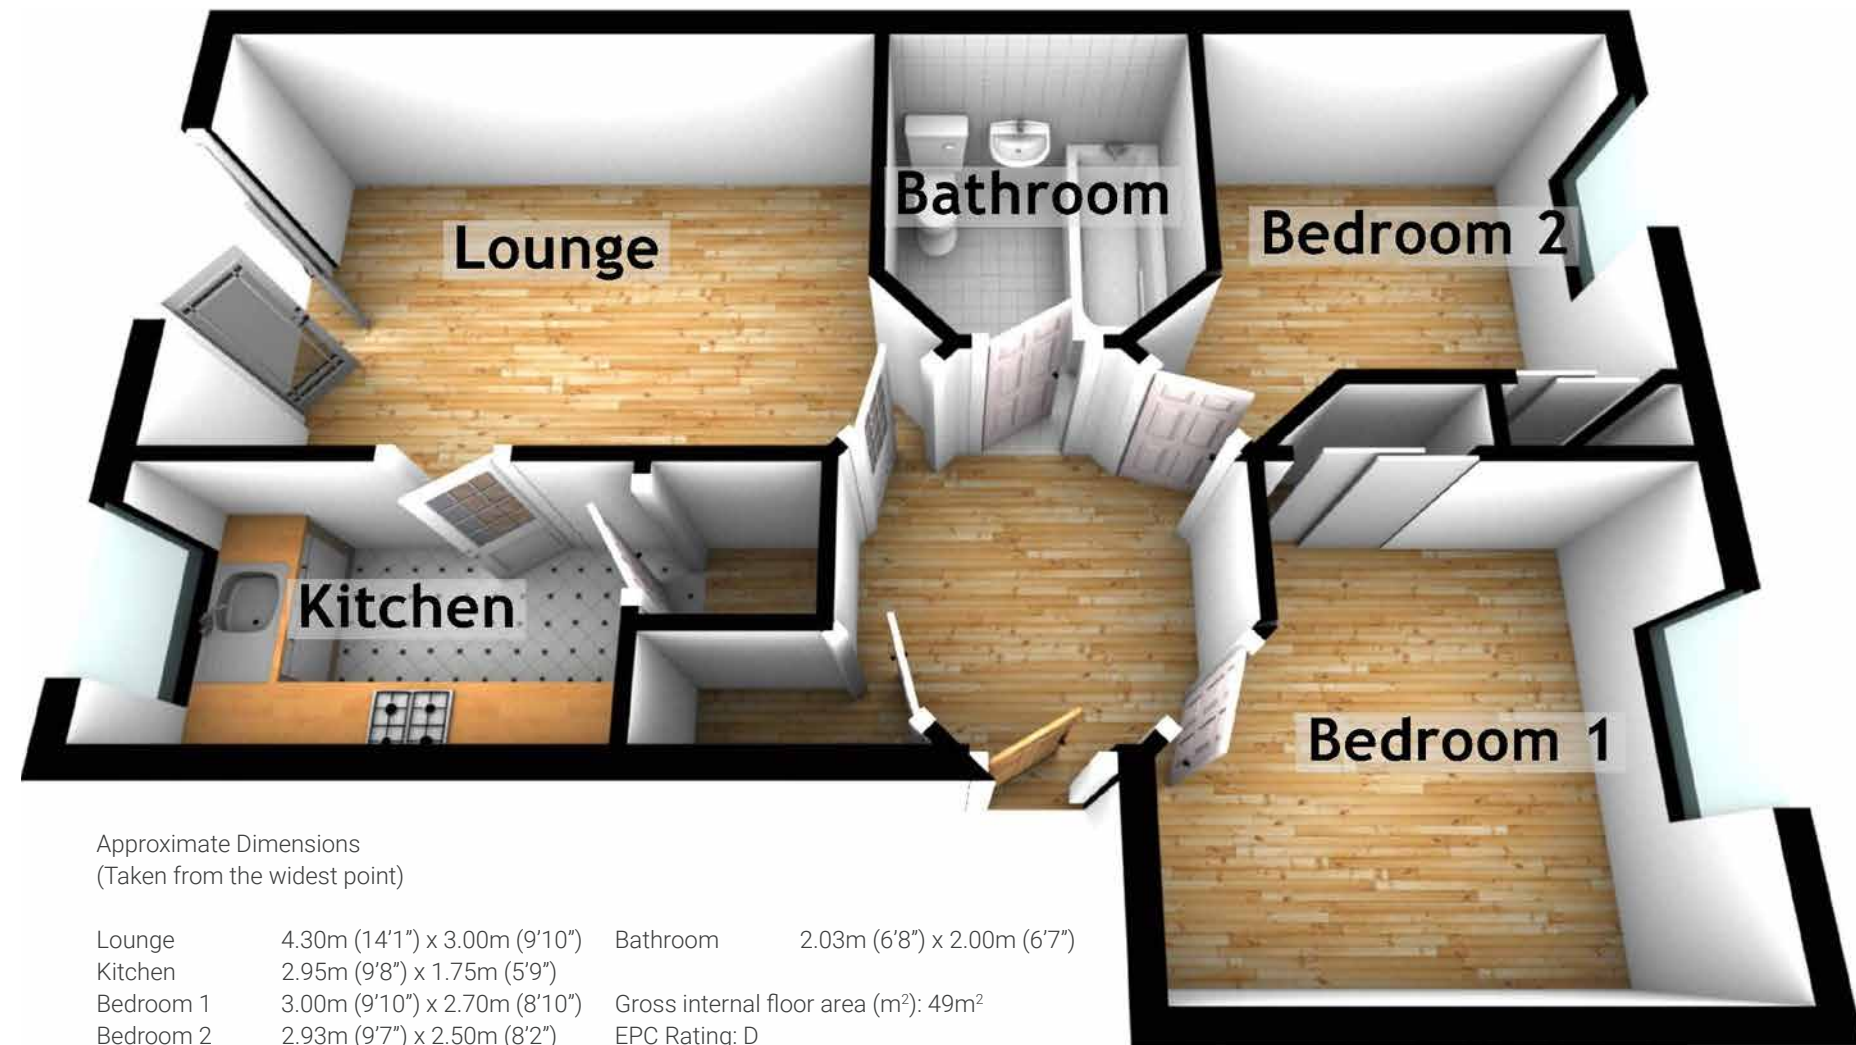 Lounge
Bathroom
Bedroom 2
Kitchen
Bedroom 1
Approximate Dimensions
(Taken from the widest point)
Lounge 4.30m (14’1”) x 3.00m (9’10”)
Kitchen 2.95m (9’8”) x 1.75m (5’9”)
Bedroom 1 3.00m (9’10”) x 2.70m (8’10”)
Bedroom 2 2.93m (9’7”) x 2.50m (8’2”)
Bathroom 2.03m (6’8”) x 2.00m (6’7”)
Gross internal floor area (m²): 49m²
EPC Rating: D